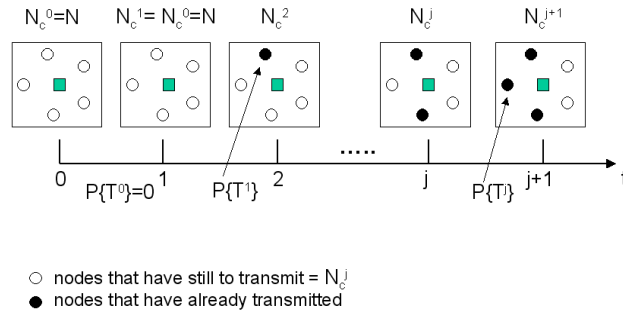 N_c^0=N N_c^1= N_c^0=N N_c^2 N_c^j N_c^{j+1}
.....
0 1 2 j j+1 t
P{T^0}=0 P{T^1} P{T^j}
nodes that have still to transmit = N_c^j
nodes that have already transmitted